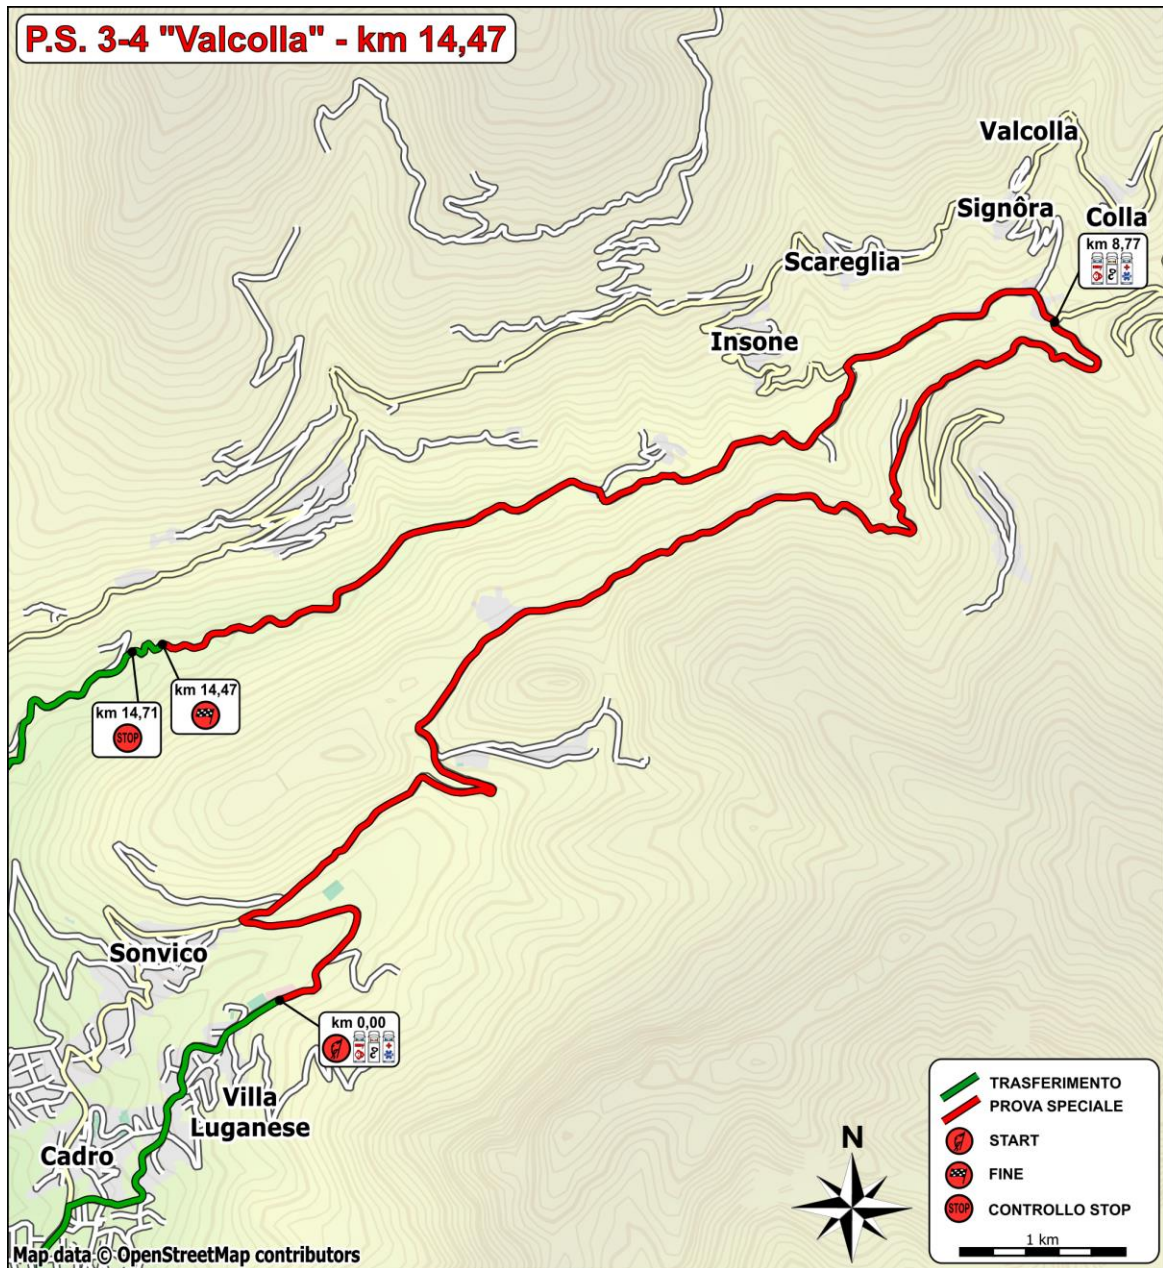 P.S. 3-4 "Valcolla" - km 14,47
Valcolla
Signôra
Colla
km 8,77
Scareglia
Insone
km 14,47
km 14,71
STOP
Sonvico
km 0,00
Villa
Luganese
Cadro
TRASFERIMENTO
PROVA SPECIALE
START
FINE
STOP
CONTROLLO STOP
N
1 km
Map data © OpenStreetMap contributors